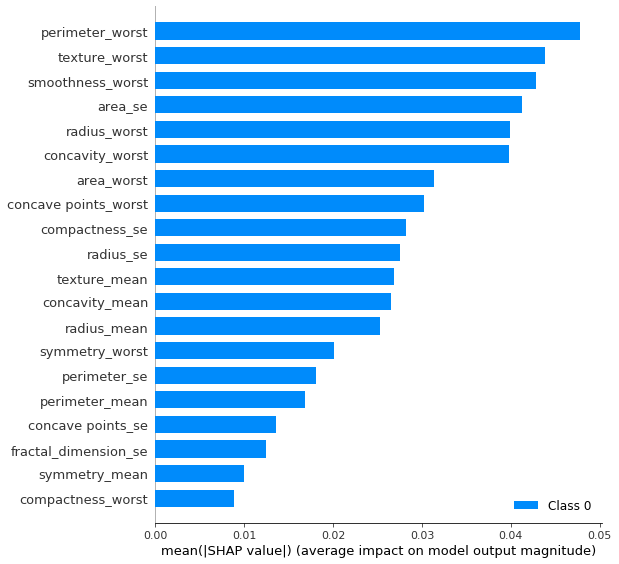 perimeter_worst
texture_worst
smoothness_worst
area_se
radius_worst
concavity_worst
area_worst
concave points_worst
compactness_se
radius_se
texture_mean
concavity_mean
radius_mean
symmetry_worst
perimeter_se
perimeter_mean
concave points_se
fractal_dimension_se
symmetry_mean
compactness_worst
Class 0
0.00 0.01 0.02 0.03 0.04 0.05
mean(|SHAP value|) (average impact on model output magnitude)